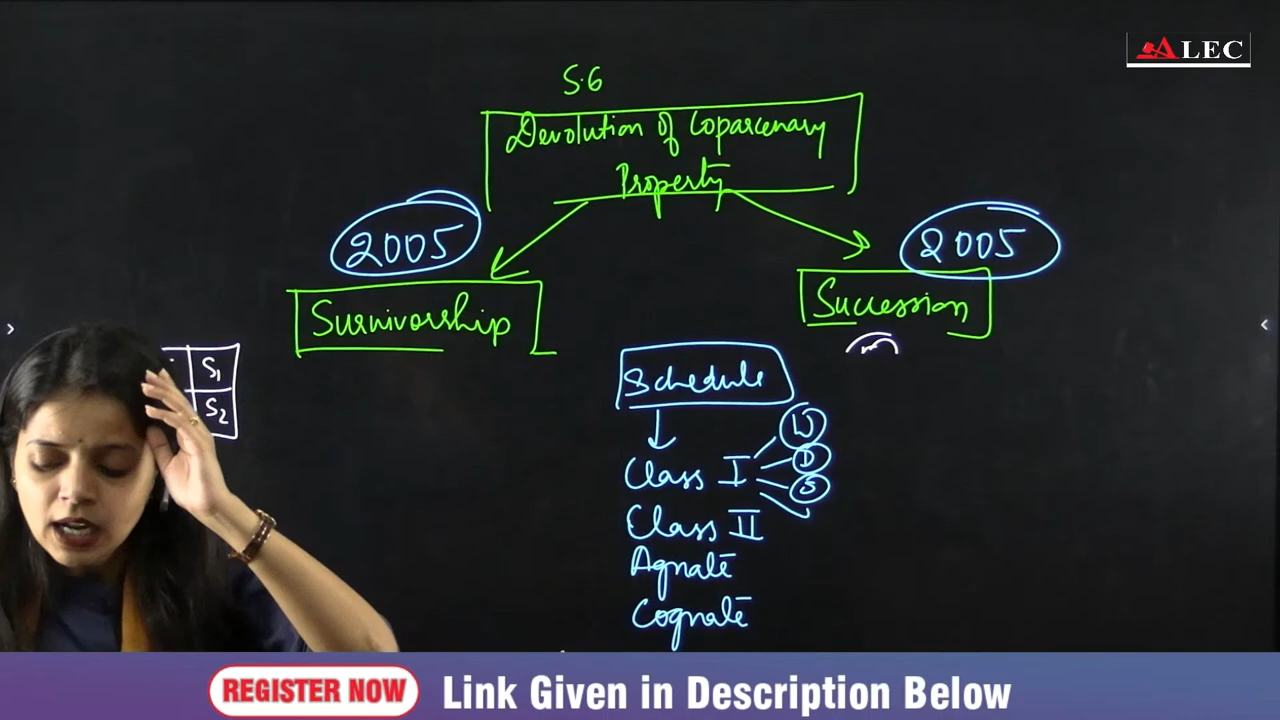 ALEC
S.6
Devolution of Coparcenary
Property
2005
2005
Survivorship
Succession
S1
S2
Schedule
W
Class I
D
S
Class II
Agnate
Cognate
REGISTER NOW
Link Given in Description Below